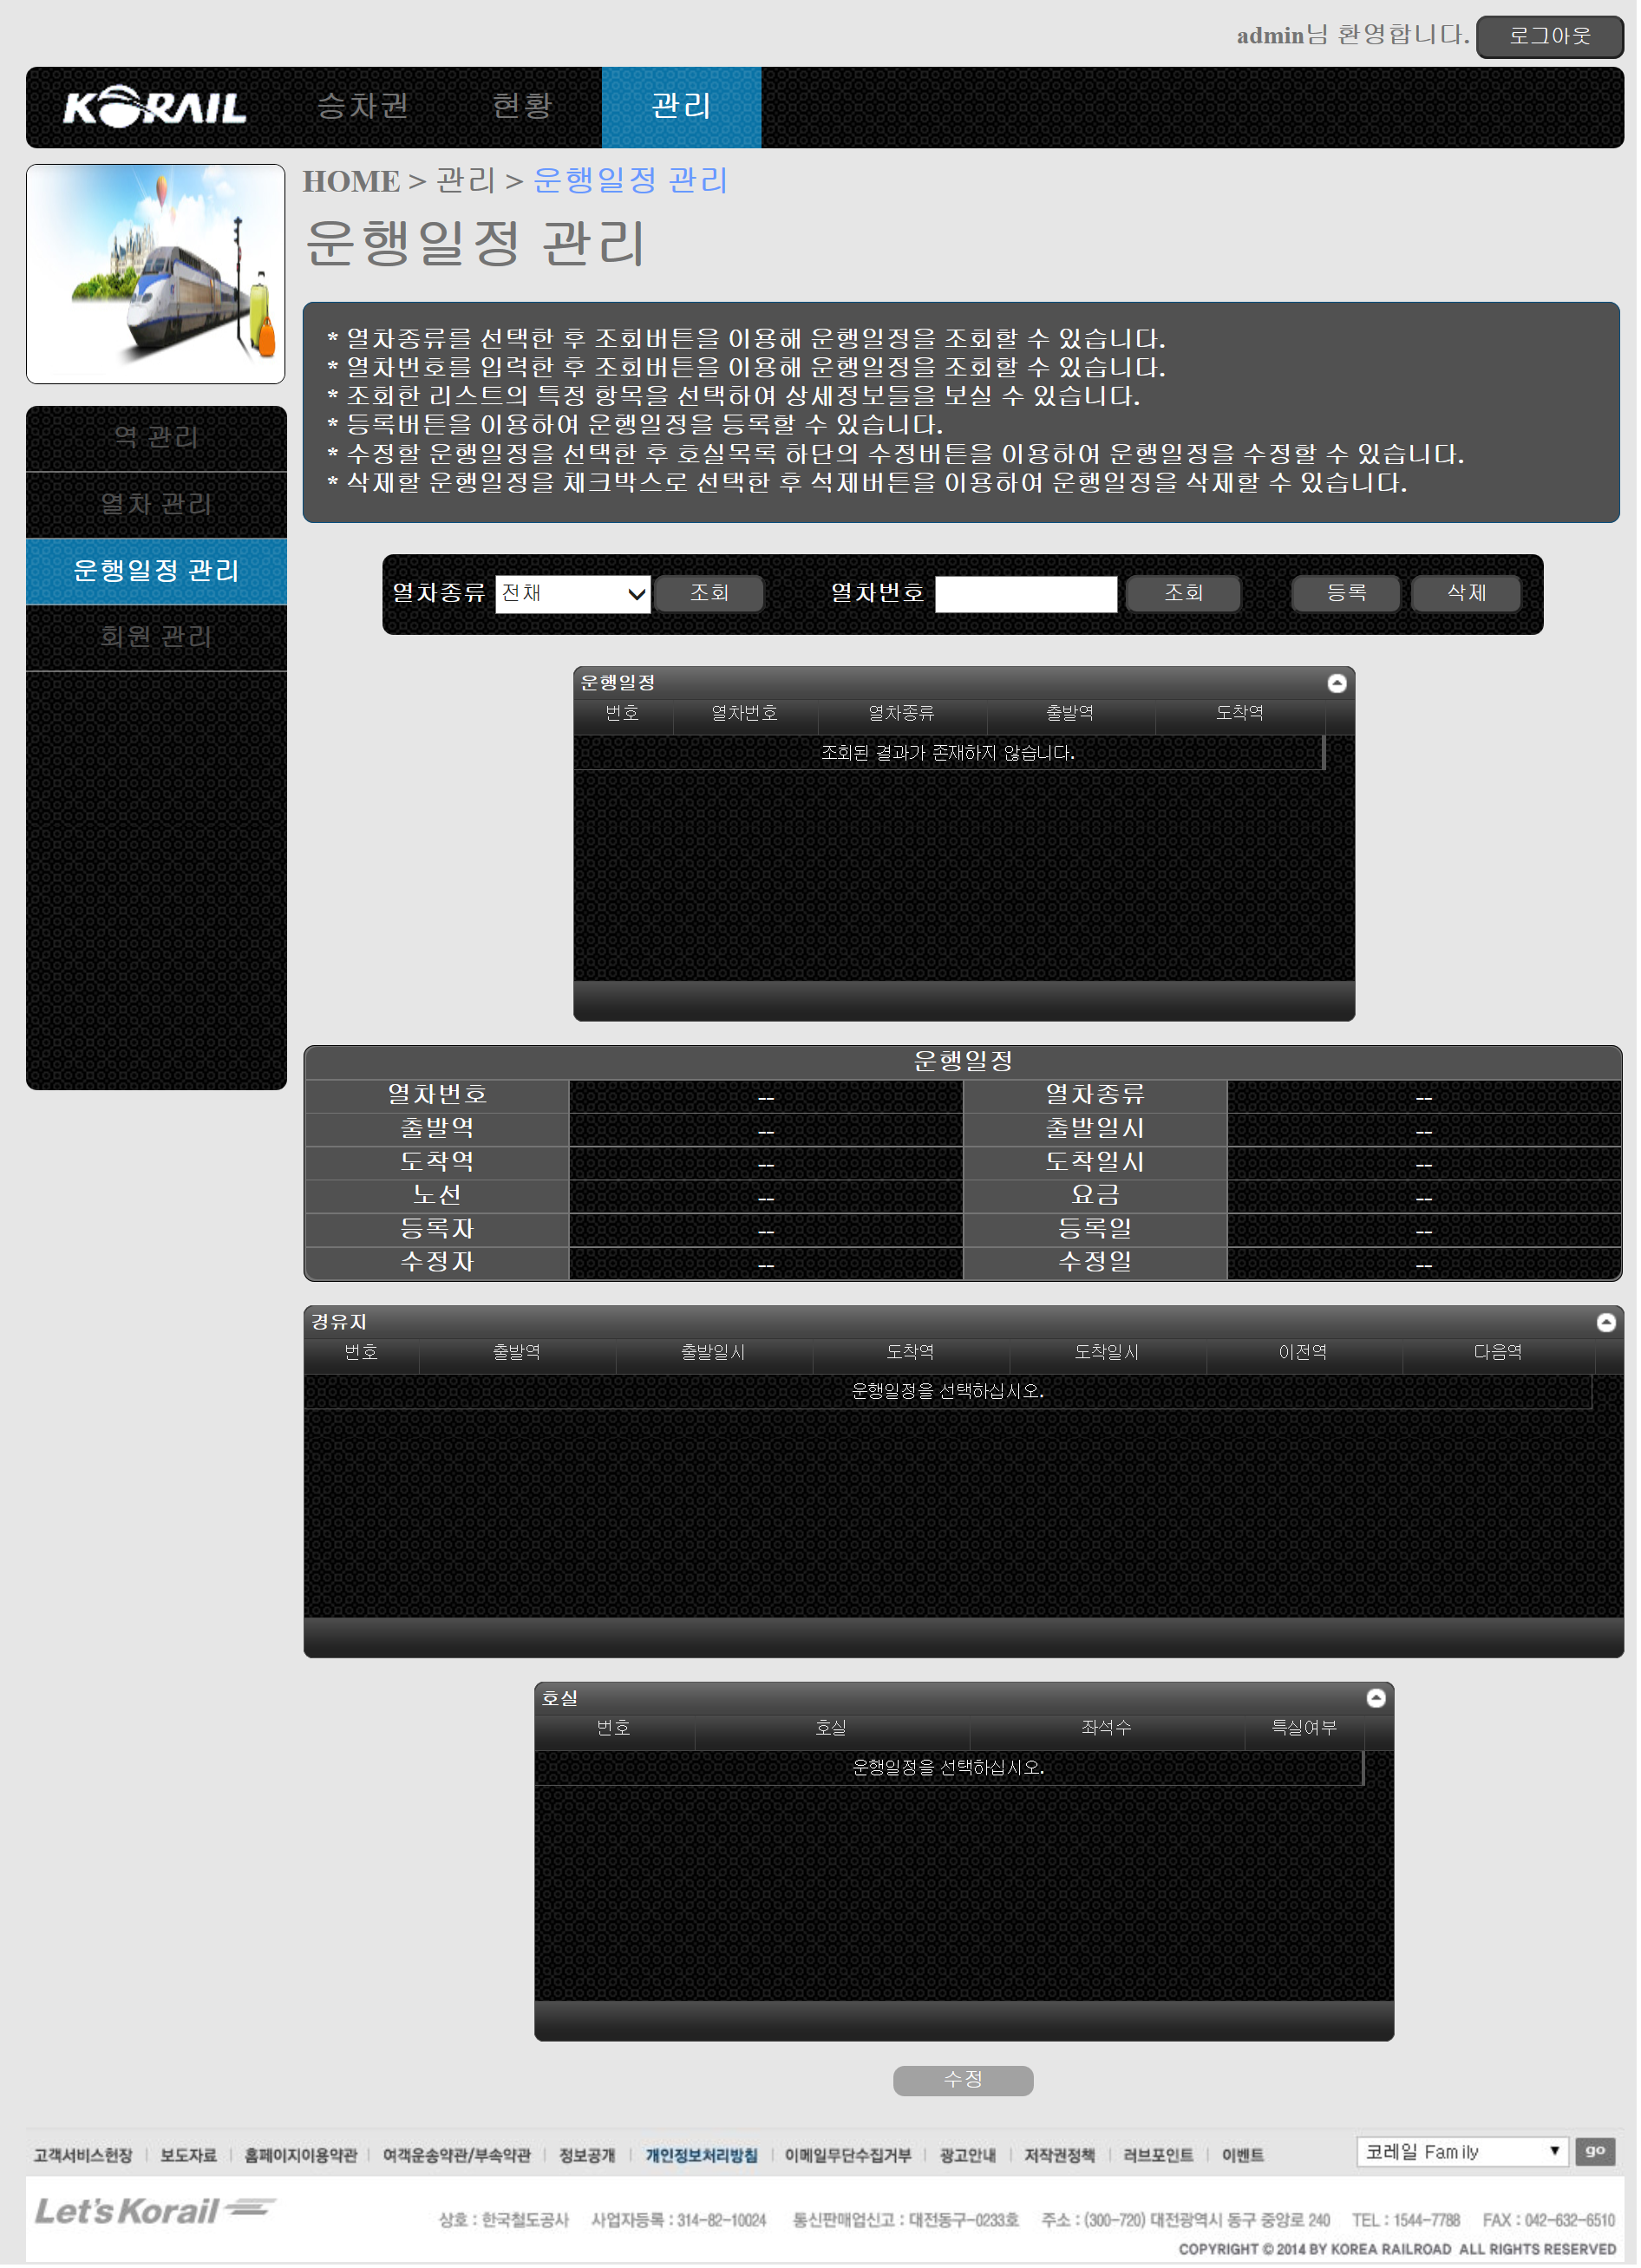 admin님 환영합니다. 로그아웃
KORAIL 승차권 현황 관리
HOME > 관리 > 운행일정 관리
운행일정 관리
* 열차종류를 선택한 후 조회버튼을 이용해 운행일정을 조회할 수 있습니다.
* 열차번호를 입력한 후 조회버튼을 이용해 운행일정을 조회할 수 있습니다.
* 조회한 리스트의 특정 항목을 선택하여 상세정보들을 보실 수 있습니다.
* 등록버튼을 이용하여 운행일정을 등록할 수 있습니다.
* 수정할 운행일정을 선택한 후 호실목록 하단의 수정버튼을 이용하여 운행일정을 수정할 수 있습니다.
* 삭제할 운행일정을 체크박스로 선택한 후 석제버튼을 이용하여 운행일정을 삭제할 수 있습니다.
역 관리
열차 관리
운행일정 관리
회원 관리
열차종류 전채 조회 열차번호 조회 등록 삭제
운행일정
번호 열차번호 열차종류 출발역 도착역
조회된 결과가 존재하지 않습니다.
운행일정
열차번호 -- 열차종류 --
출발역 -- 출발일시 --
도착역 -- 도착일시 --
노선 -- 요금 --
등록자 -- 등록일 --
수정자 -- 수정일 --
경유지
번호 출발역 출발일시 도착역 도착일시 이전역 다음역
운행일정을 선택하십시오.
호실
번호 호실 좌석수 특실여부
운행일정을 선택하십시오.
수정
고객서비스헌장 | 보도자료 | 홈페이지이용약관 | 여객운송약관/부속약관 | 정보공개 | 개인정보처리방침 | 이메일무단수집거부 | 광고안내 | 저작권정책 | 러브포인트 | 이벤트 코레일 Family ▼ go
Let's Korail 상호 : 한국철도공사 사업자등록 : 314-82-10024 통신판매업신고 : 대전동구-0233호 주소 : (300-720) 대전광역시 동구 중앙로 240 TEL : 1544-7788 FAX : 042-632-6510
COPYRIGHT © 2014 BY KOREA RAILROAD ALL RIGHTS RESERVED